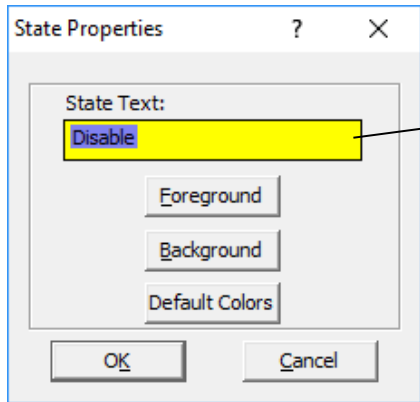 State Properties ?
State Text:
Disable
Foreground
Background
Default Colors
OK Cancel